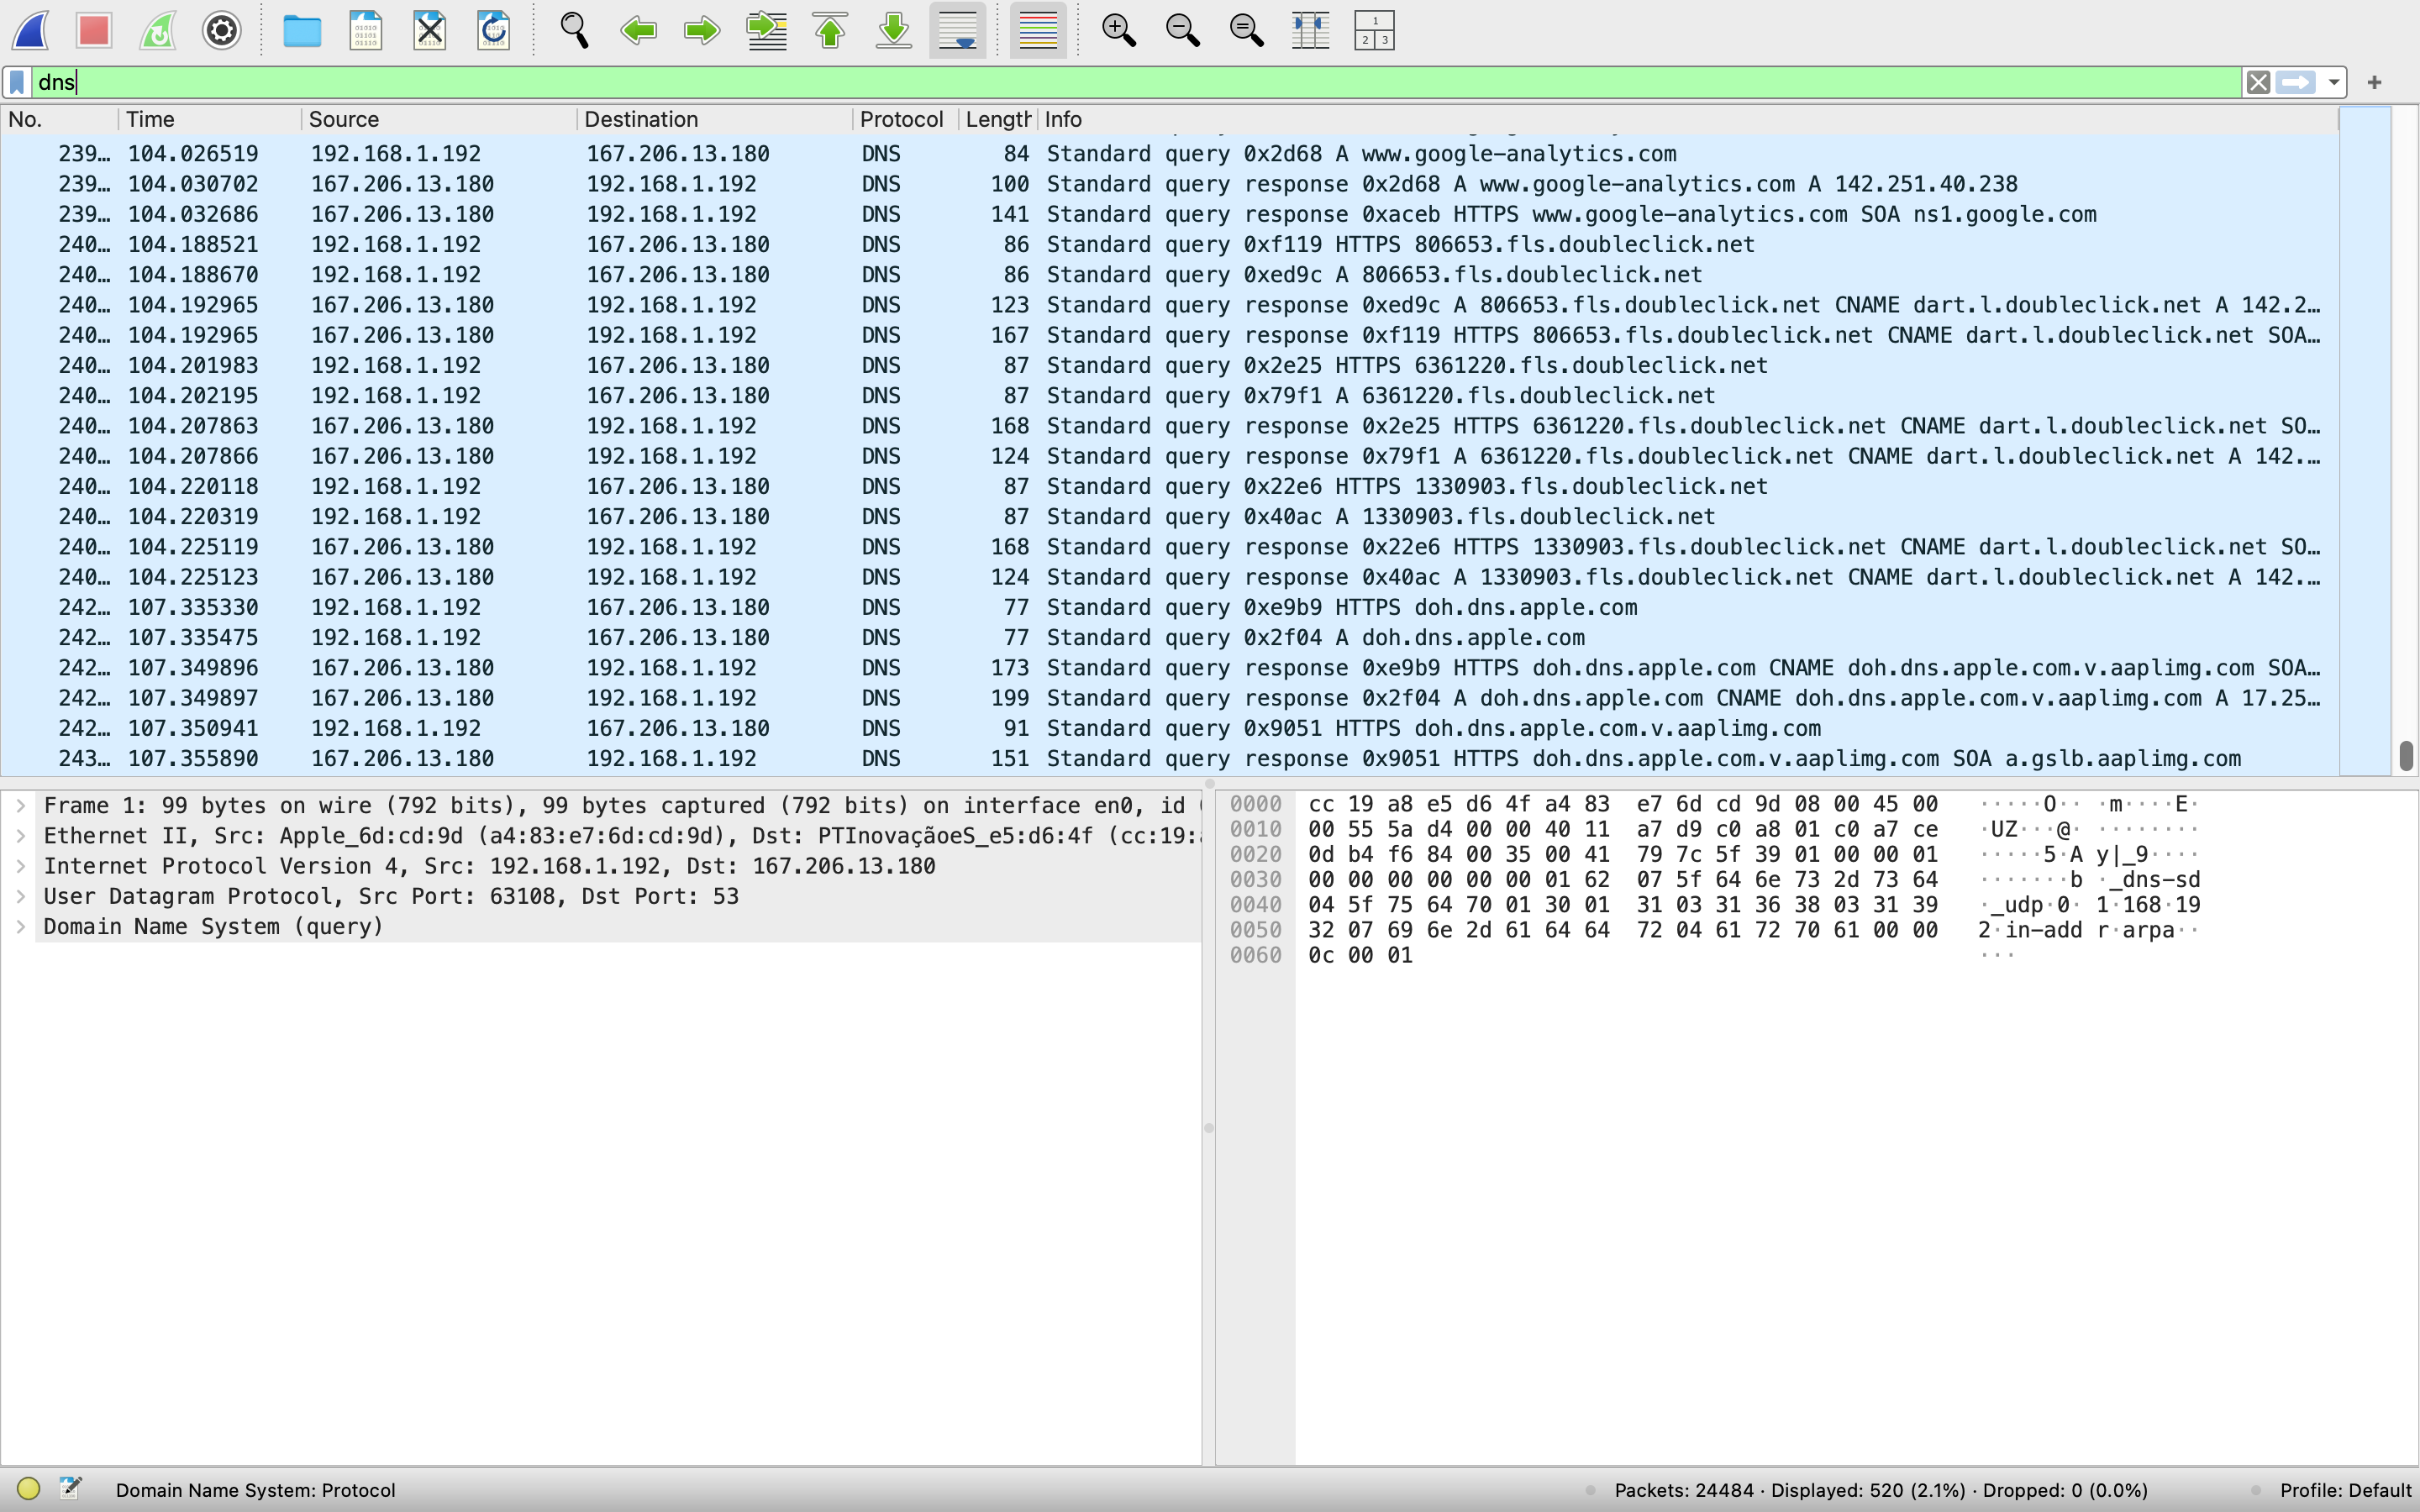 dns
No. Time Source Destination Protocol Length Info
239… 104.026519 192.168.1.192 167.206.13.180 DNS 84 Standard query 0x2d68 A www.google-analytics.com
239… 104.030702 167.206.13.180 192.168.1.192 DNS 100 Standard query response 0x2d68 A www.google-analytics.com A 142.251.40.238
239… 104.032686 167.206.13.180 192.168.1.192 DNS 141 Standard query response 0xaceb HTTPS www.google-analytics.com SOA ns1.google.com
240… 104.188521 192.168.1.192 167.206.13.180 DNS 86 Standard query 0xf119 HTTPS 806653.fls.doubleclick.net
240… 104.188670 192.168.1.192 167.206.13.180 DNS 86 Standard query 0xed9c A 806653.fls.doubleclick.net
240… 104.192965 167.206.13.180 192.168.1.192 DNS 123 Standard query response 0xed9c A 806653.fls.doubleclick.net CNAME dart.l.doubleclick.net A 142.2…
240… 104.192965 167.206.13.180 192.168.1.192 DNS 167 Standard query response 0xf119 HTTPS 806653.fls.doubleclick.net CNAME dart.l.doubleclick.net SOA…
240… 104.201983 192.168.1.192 167.206.13.180 DNS 87 Standard query 0x2e25 HTTPS 6361220.fls.doubleclick.net
240… 104.202195 192.168.1.192 167.206.13.180 DNS 87 Standard query 0x79f1 A 6361220.fls.doubleclick.net
240… 104.207863 167.206.13.180 192.168.1.192 DNS 168 Standard query response 0x2e25 HTTPS 6361220.fls.doubleclick.net CNAME dart.l.doubleclick.net SO…
240… 104.207866 167.206.13.180 192.168.1.192 DNS 124 Standard query response 0x79f1 A 6361220.fls.doubleclick.net CNAME dart.l.doubleclick.net A 142.…
240… 104.220118 192.168.1.192 167.206.13.180 DNS 87 Standard query 0x22e6 HTTPS 1330903.fls.doubleclick.net
240… 104.220319 192.168.1.192 167.206.13.180 DNS 87 Standard query 0x40ac A 1330903.fls.doubleclick.net
240… 104.225119 167.206.13.180 192.168.1.192 DNS 168 Standard query response 0x22e6 HTTPS 1330903.fls.doubleclick.net CNAME dart.l.doubleclick.net SO…
240… 104.225123 167.206.13.180 192.168.1.192 DNS 124 Standard query response 0x40ac A 1330903.fls.doubleclick.net CNAME dart.l.doubleclick.net A 142.…
242… 107.335330 192.168.1.192 167.206.13.180 DNS 77 Standard query 0xe9b9 HTTPS doh.dns.apple.com
242… 107.335475 192.168.1.192 167.206.13.180 DNS 77 Standard query 0x2f04 A doh.dns.apple.com
242… 107.349896 167.206.13.180 192.168.1.192 DNS 173 Standard query response 0xe9b9 HTTPS doh.dns.apple.com CNAME doh.dns.apple.com.v.aaplimg.com SOA…
242… 107.349897 167.206.13.180 192.168.1.192 DNS 199 Standard query response 0x2f04 A doh.dns.apple.com CNAME doh.dns.apple.com.v.aaplimg.com A 17.25…
242… 107.350941 192.168.1.192 167.206.13.180 DNS 91 Standard query 0x9051 HTTPS doh.dns.apple.com.v.aaplimg.com
243… 107.355890 167.206.13.180 192.168.1.192 DNS 151 Standard query response 0x9051 HTTPS doh.dns.apple.com.v.aaplimg.com SOA a.gslb.aaplimg.com
Frame 1: 99 bytes on wire (792 bits), 99 bytes captured (792 bits) on interface en0, id
Ethernet II, Src: Apple_6d:cd:9d (a4:83:e7:6d:cd:9d), Dst: PTInovaçãoeS_e5:d6:4f (cc:19:
Internet Protocol Version 4, Src: 192.168.1.192, Dst: 167.206.13.180
User Datagram Protocol, Src Port: 63108, Dst Port: 53
Domain Name System (query)
0000 cc 19 a8 e5 d6 4f a4 83 e7 6d cd 9d 08 00 45 00 ·····O·· ·m····E·
0010 00 55 5a d4 00 00 40 11 a7 d9 c0 a8 01 c0 a7 ce ·UZ···@· ········
0020 0d b4 f6 84 00 35 00 41 79 7c 5f 39 01 00 00 01 ·····5·A y|_9····
0030 00 00 00 00 00 00 01 62 07 5f 64 6e 73 2d 73 64 ·······b ·_dns-sd
0040 04 5f 75 64 70 01 30 01 31 03 31 36 38 03 31 39 ·_udp·0· 1·168·19
0050 32 07 69 6e 2d 61 64 64 72 04 61 72 70 61 00 00 2·in-add r·arpa··
0060 0c 00 01 ···
Domain Name System: Protocol
Packets: 24484 · Displayed: 520 (2.1%) · Dropped: 0 (0.0%)
Profile: Default